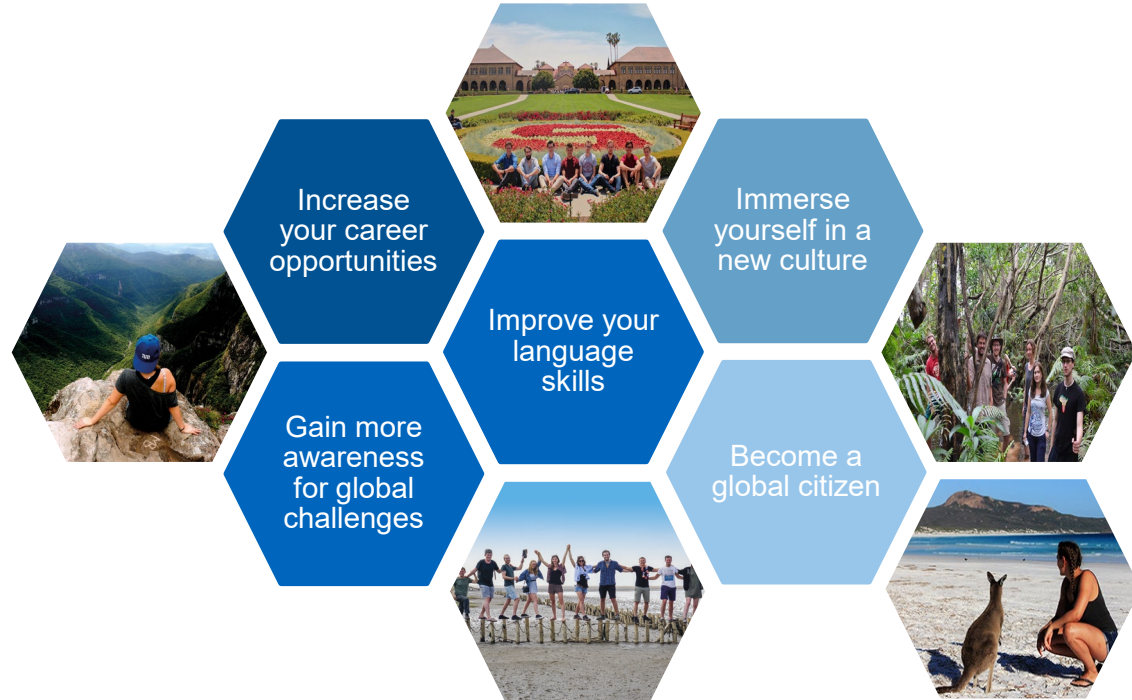 Increase
your career
opportunities
Immerse
yourself in a
new culture
Improve your
language
skills
Gain more
awareness
for global
challenges
Become a
global citizen